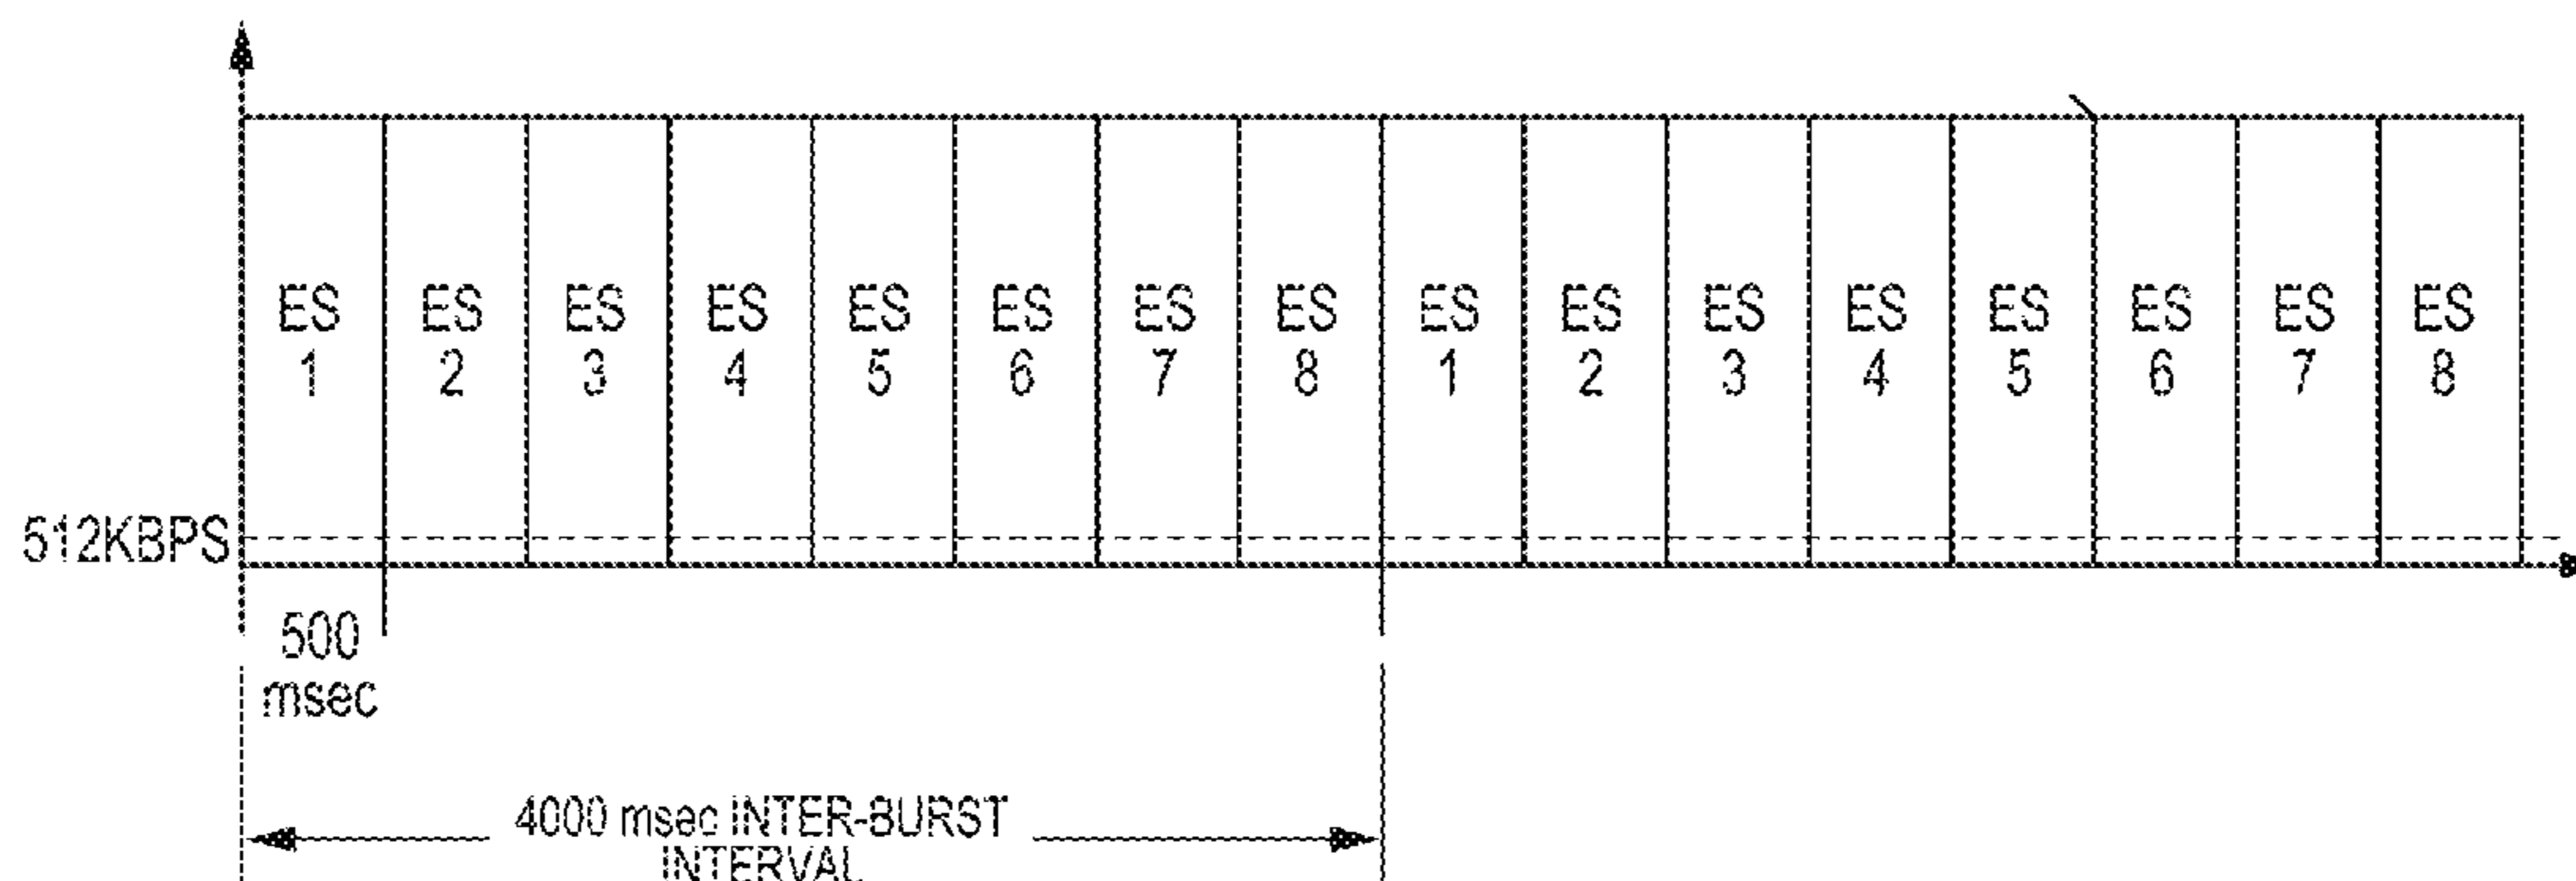 ES ES ES ES ES ES ES ES ES ES ES ES ES ES ES ES
1 2 3 4 5 6 7 8 1 2 3 4 5 6 7 8
512KBPS
500
msec
4000 msec INTER-BURST
INTERVAL